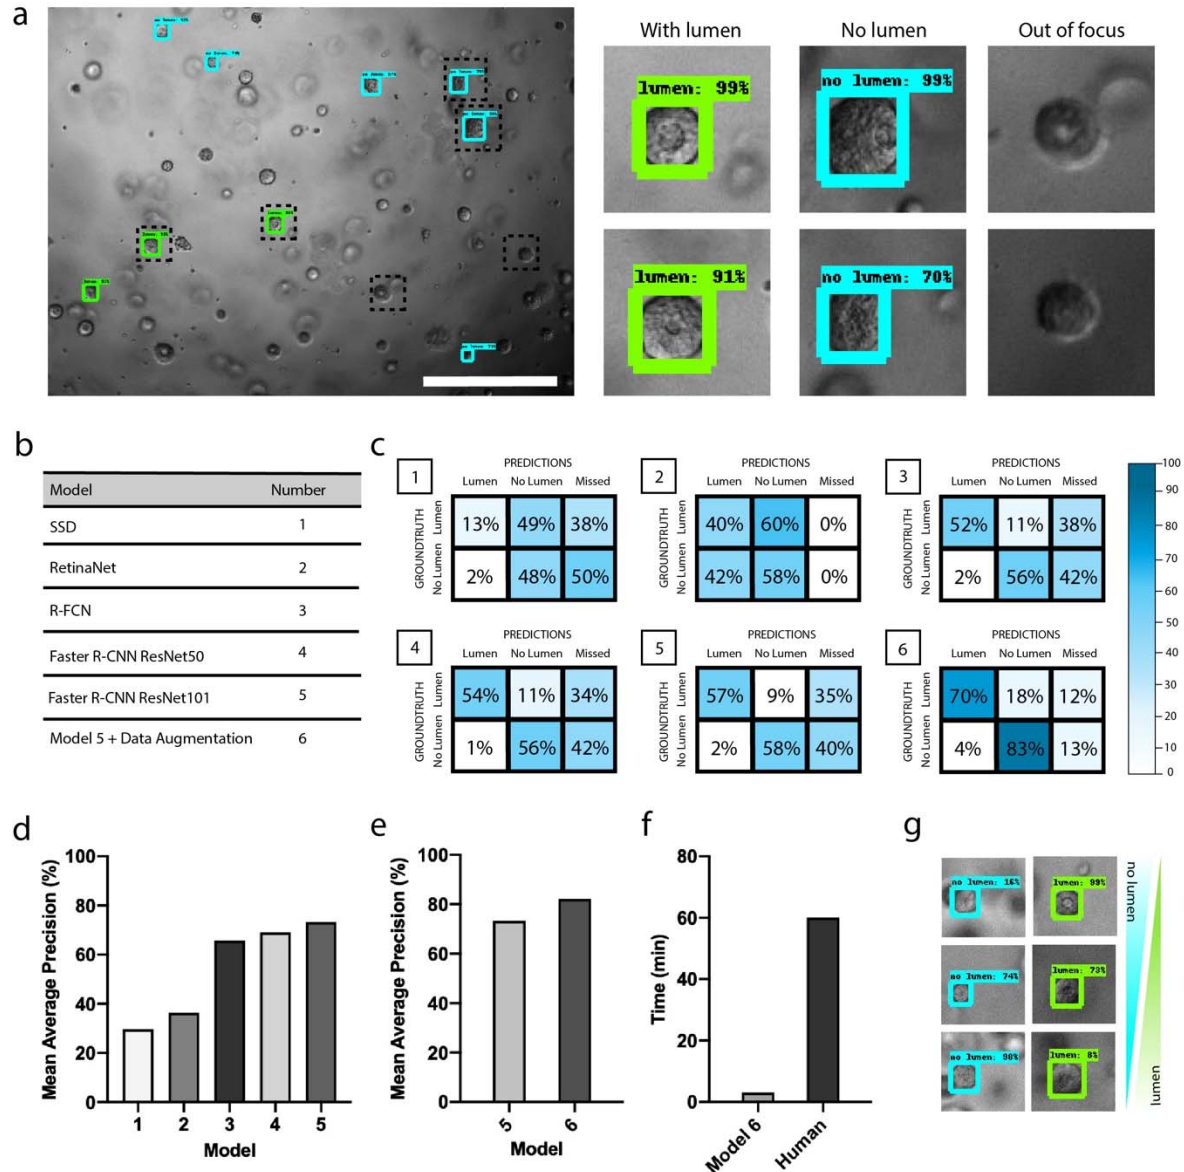 a
With lumen
No lumen
Out of focus
lumen: 99%
no lumen: 99%
lumen: 91%
no lumen: 70%
b
Model Number
SSD 1
RetinaNet 2
R-FCN 3
Faster R-CNN ResNet50 4
Faster R-CNN ResNet101 5
Model 5 + Data Augmentation 6
c
1
PREDICTIONS
Lumen No Lumen Missed
GROUNDTRUTH
Lumen
No Lumen
13% 49% 38%
2% 48% 50%
2
PREDICTIONS
Lumen No Lumen Missed
GROUNDTRUTH
Lumen
No Lumen
40% 60% 0%
42% 58% 0%
3
PREDICTIONS
Lumen No Lumen Missed
GROUNDTRUTH
Lumen
No Lumen
52% 11% 38%
2% 56% 42%
4
PREDICTIONS
Lumen No Lumen Missed
GROUNDTRUTH
Lumen
No Lumen
54% 11% 34%
1% 56% 42%
5
PREDICTIONS
Lumen No Lumen Missed
GROUNDTRUTH
Lumen
No Lumen
57% 9% 35%
2% 58% 40%
6
PREDICTIONS
Lumen No Lumen Missed
GROUNDTRUTH
Lumen
No Lumen
70% 18% 12%
4% 83% 13%
100
90
80
70
60
50
40
30
20
10
0
d
Mean Average Precision (%)
100
80
60
40
20
0
1 2 3 4 5
Model
e
Mean Average Precision (%)
100
80
60
40
20
0
5 6
Model
f
Time (min)
80
60
40
20
0
Model 6
Human
g
no lumen: 16%
lumen: 99%
no lumen: 74%
lumen: 73%
no lumen: 98%
lumen: 8%
no lumen
lumen